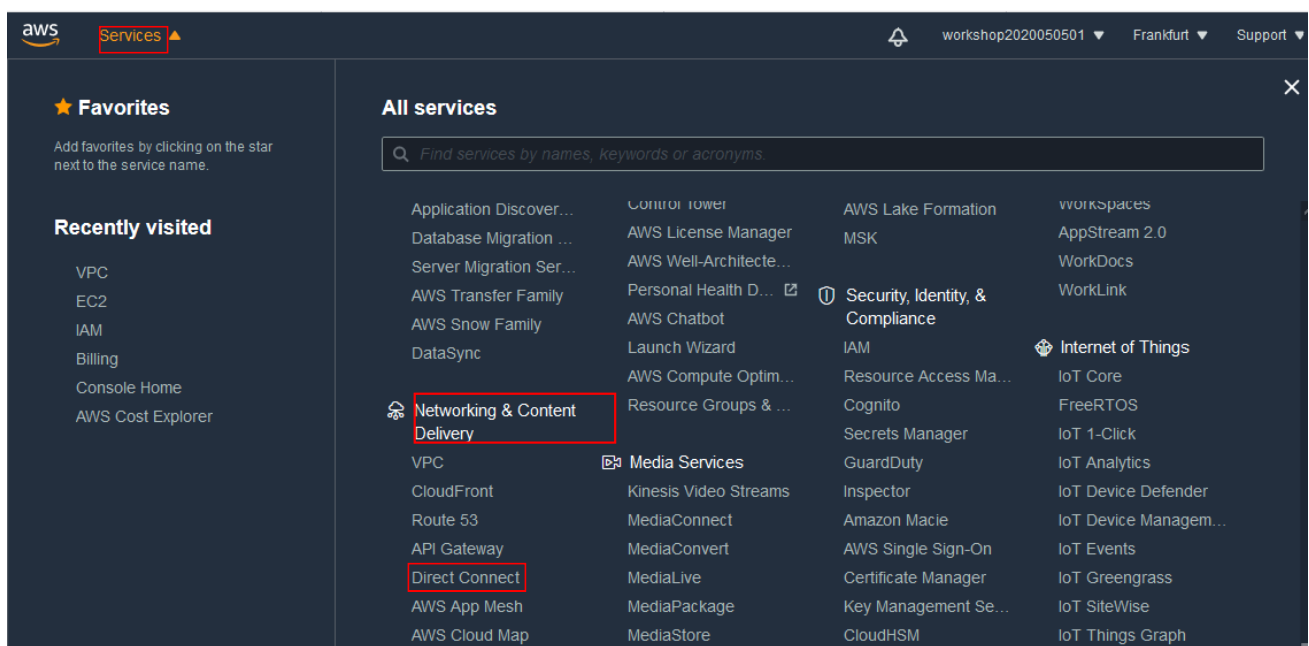 aws
Services
workshop2020050501
Frankfurt
Support
Favorites
Add favorites by clicking on the star
next to the service name.
Recently visited
VPC
EC2
IAM
Billing
Console Home
AWS Cost Explorer
All services
Find services by names, keywords or acronyms.
Application Discover...
Database Migration ...
Server Migration Ser...
AWS Transfer Family
AWS Snow Family
DataSync
Networking & Content
Delivery
VPC
CloudFront
Route 53
API Gateway
Direct Connect
AWS App Mesh
AWS Cloud Map
Control Tower
AWS License Manager
AWS Well-Architecte...
Personal Health D...
AWS Chatbot
Launch Wizard
AWS Compute Optim...
Resource Groups & ...
Media Services
Kinesis Video Streams
MediaConnect
MediaConvert
MediaLive
MediaPackage
MediaStore
AWS Lake Formation
MSK
Security, Identity, &
Compliance
IAM
Resource Access Ma...
Cognito
Secrets Manager
GuardDuty
Inspector
Amazon Macie
AWS Single Sign-On
Certificate Manager
Key Management Se...
CloudHSM
WorkSpaces
AppStream 2.0
WorkDocs
WorkLink
Internet of Things
IoT Core
FreeRTOS
IoT 1-Click
IoT Analytics
IoT Device Defender
IoT Device Managem...
IoT Events
IoT Greengrass
IoT SiteWise
IoT Things Graph